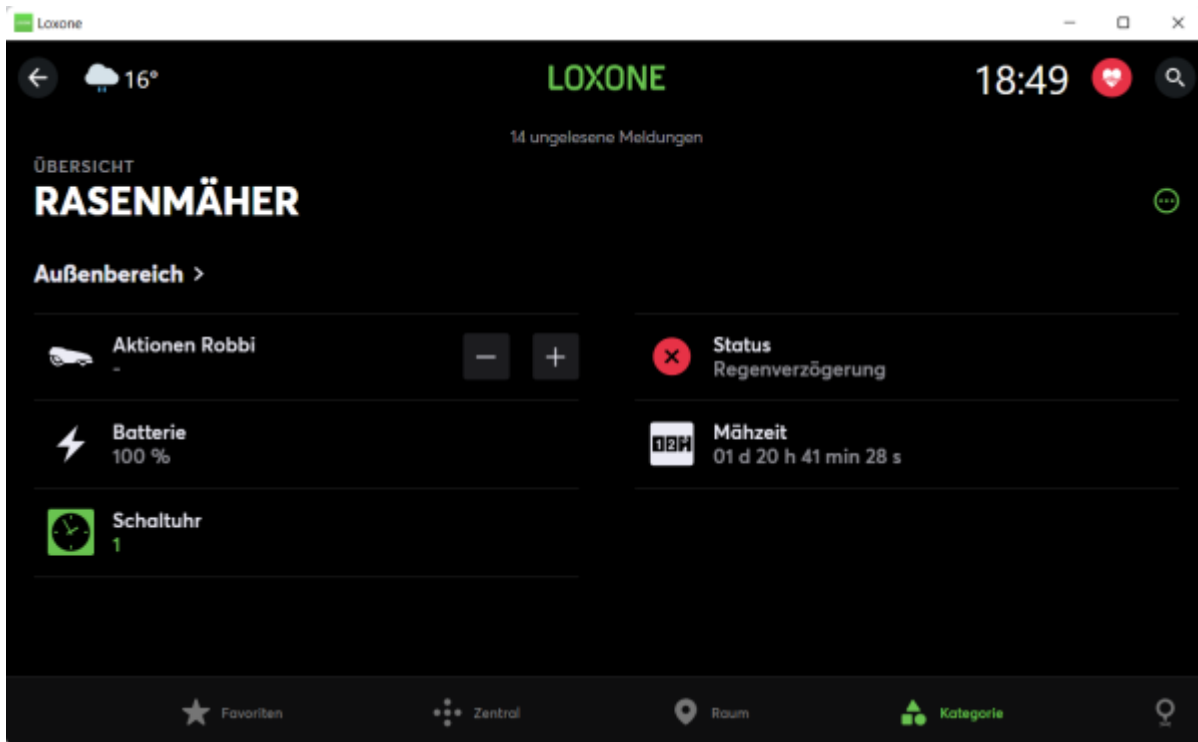 Loxone
16°
LOXONE
18:49
14 ungelesene Meldungen
ÜBERSICHT
RASENMÄHER
Außenbereich >
Aktionen Robbi
-
Status
Regenverzögerung
Batterie
100 %
12H
Mähzeit
01 d 20 h 41 min 28 s
Schaltuhr
1
Favoriten
Zentral
Raum
Kategorie